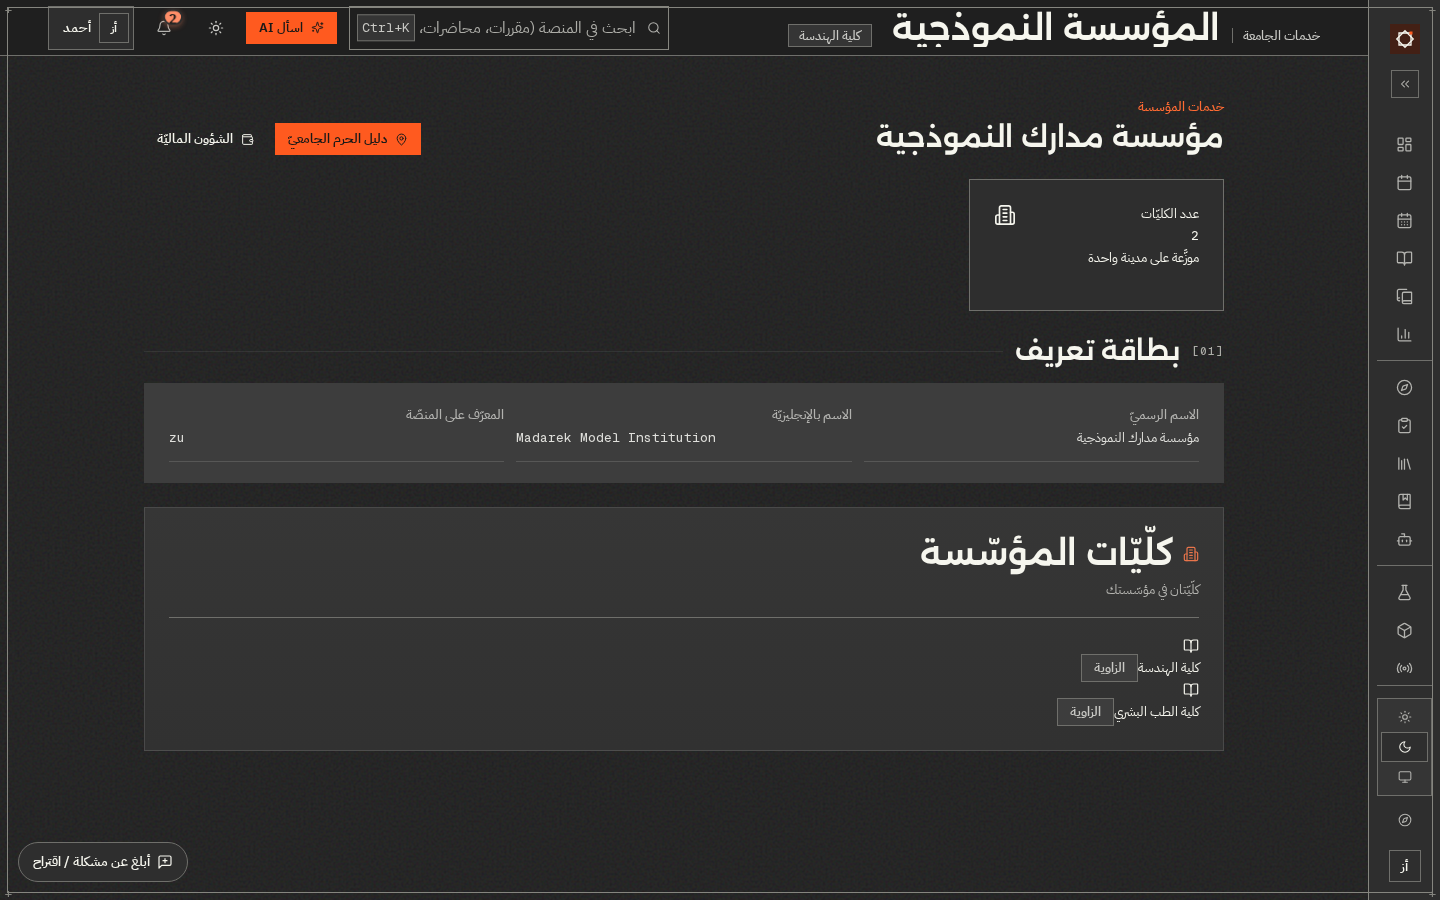 خدمات الجامعة
المؤسسة النموذجية
كلية الهندسة
ابحث في المنصة (مقررات، محاضرات، Ctrl+K
اسأل AI
2
أز
أحمد
خدمات المؤسسة
مؤسسة مدارك النموذجية
دليل الحرم الجامعيّ
الشؤون الماليّة
عدد الكليّات
2
موزَّعة على مدينة واحدة
[01] بطاقة تعريف
الاسم الرسميّ
مؤسسة مدارك النموذجية
الاسم بالإنجليزيّة
Madarek Model Institution
المعرّف على المنصّة
zu
كلّيّات المؤسّسة
كلّيّتان في مؤسّستك
كلية الهندسة الزاوية
كلية الطب البشري الزاوية
أبلغ عن مشكلة / اقتراح
أز